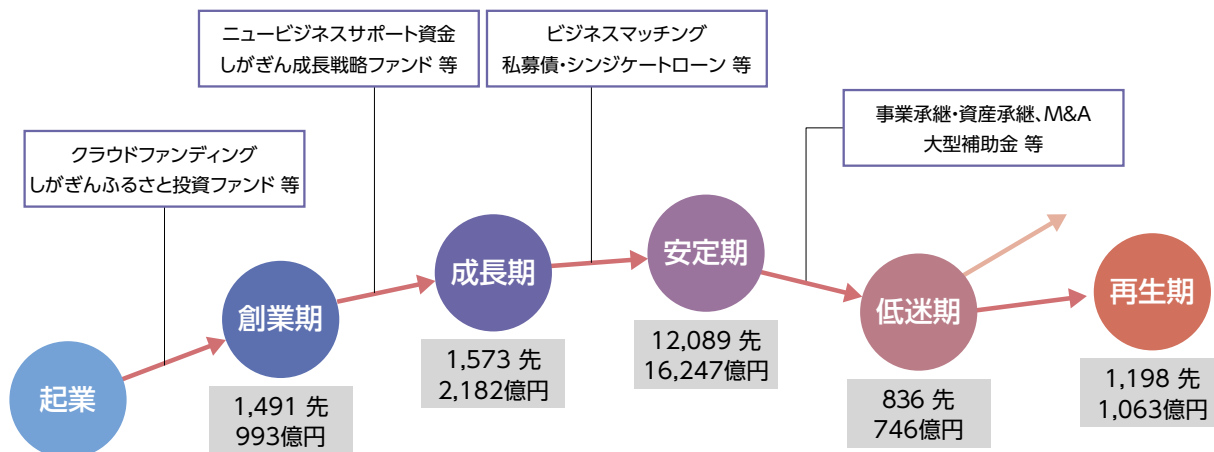 ニュービジネスサポート資金
しがぎん成長戦略ファンド 等
ビジネスマッチング
私募債・シンジケートローン 等
事業承継・資産承継、M&A
大型補助金 等
クラウドファンディング
しがぎんふるさと投資ファンド 等
起業
創業期
1,491 先
993億円
成長期
1,573 先
2,182億円
安定期
12,089 先
16,247億円
低迷期
836 先
746億円
再生期
1,198 先
1,063億円